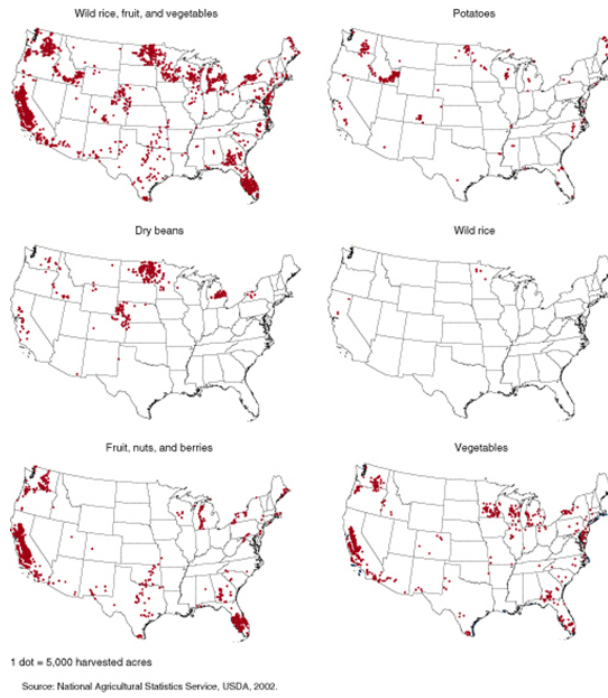 Wild rice, fruit, and vegetables
Potatoes
Dry beans
Wild rice
Fruit, nuts, and berries
Vegetables
1 dot = 5,000 harvested acres
Source: National Agricultural Statistics Service, USDA, 2002.